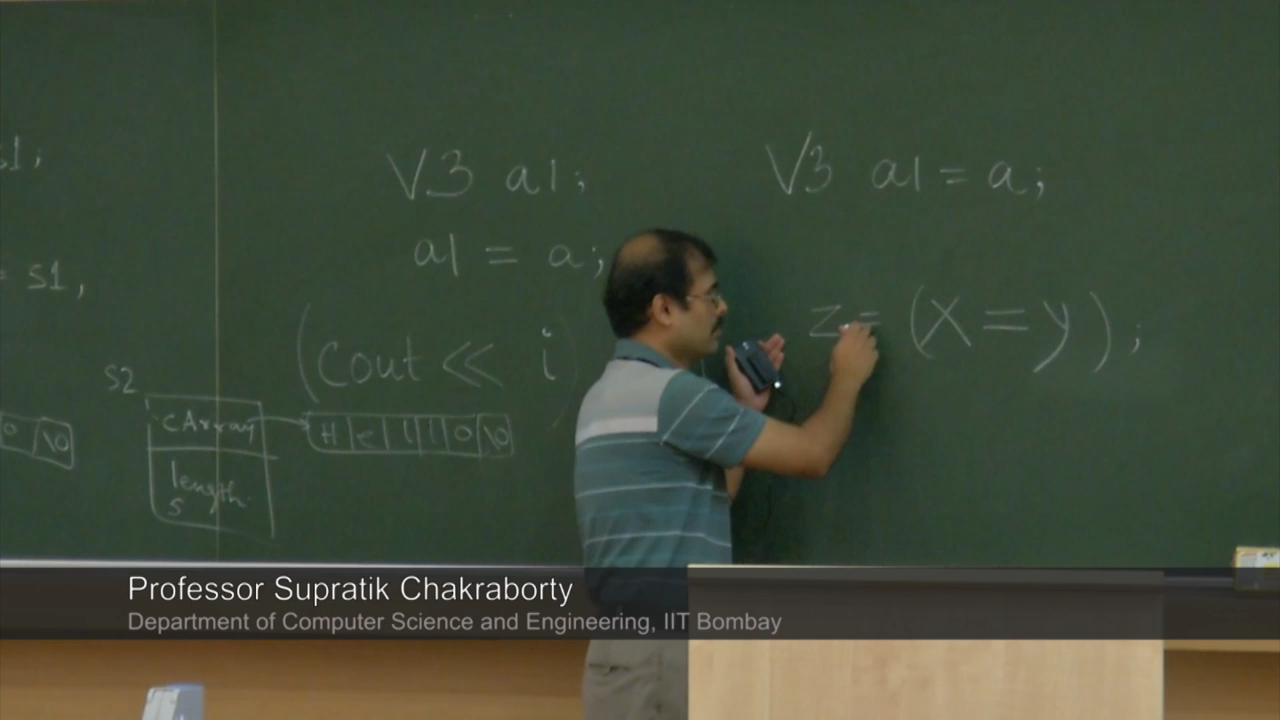 s1;
= s1,
V3 a1;
a1 = a;
(cout << i)
s2
cArray
length
5
H e l l o \0
o \0
V3 a1 = a;
z = (x = y);
Professor Supratik Chakraborty
Department of Computer Science and Engineering, IIT Bombay